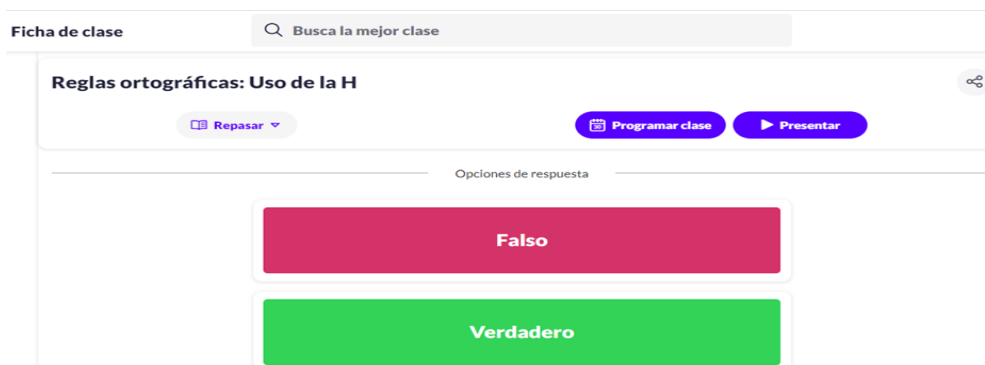 Ficha de clase
Busca la mejor clase
Reglas ortográficas: Uso de la H
Repasar
Programar clase
Presentar
Opciones de respuesta
Falso
Verdadero